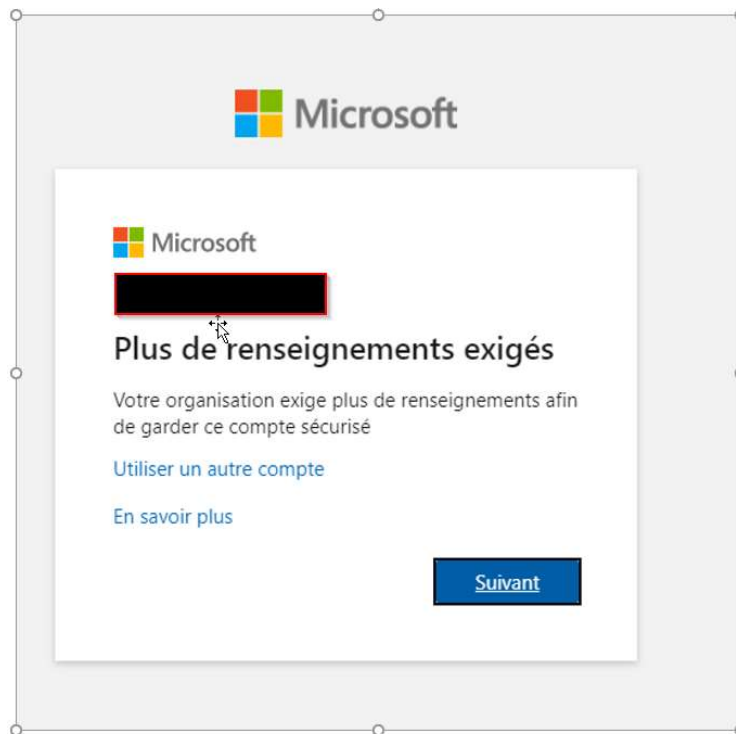 Microsoft
Microsoft
Plus de renseignements exigés
Votre organisation exige plus de renseignements afin
de garder ce compte sécurisé
Utiliser un autre compte
En savoir plus
Suivant